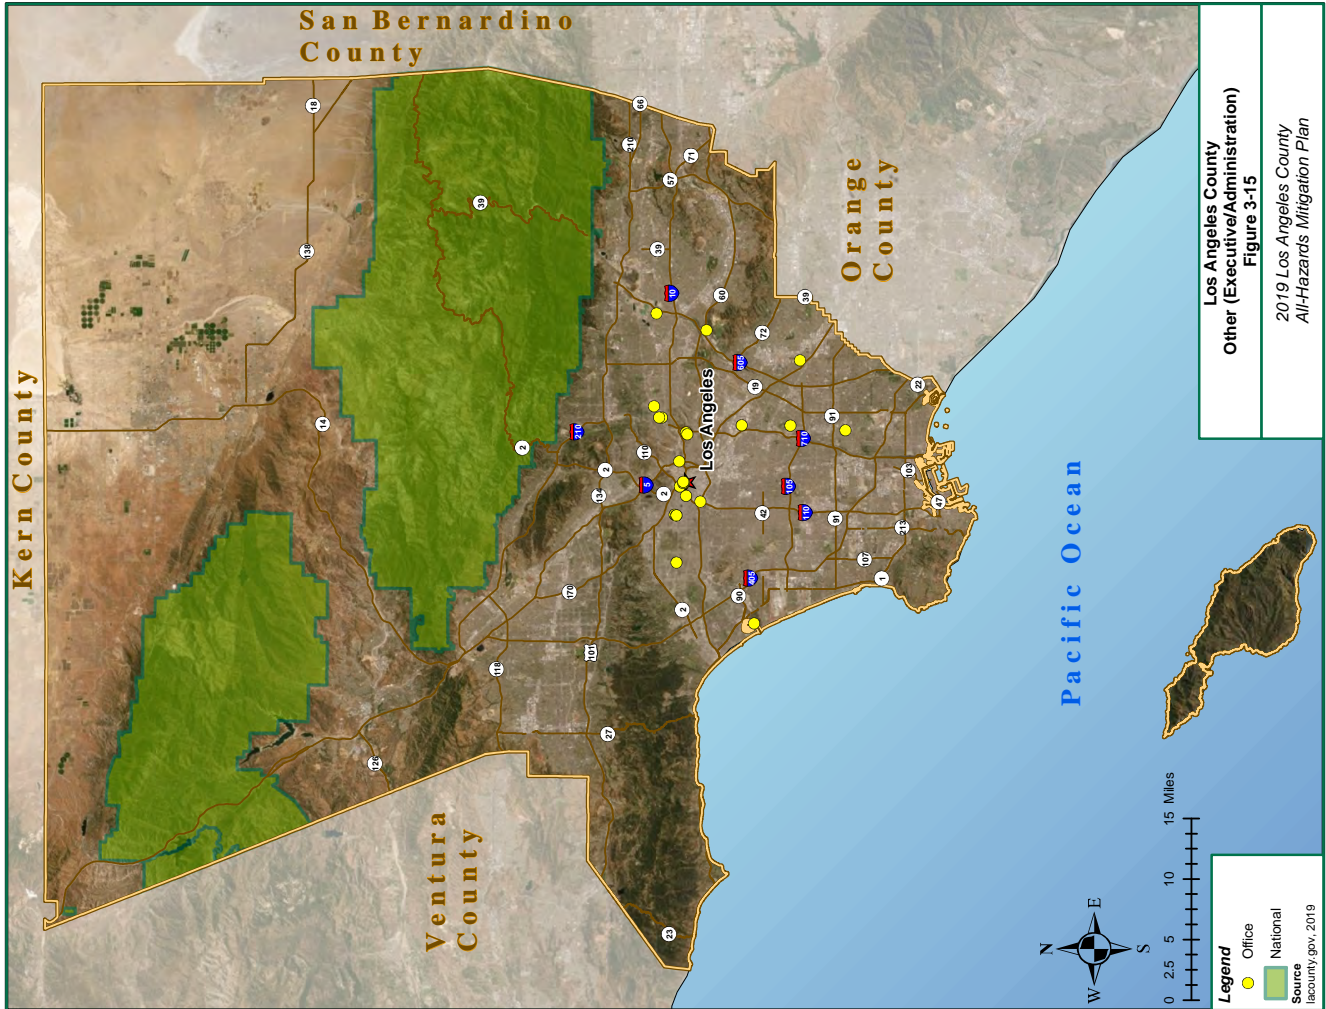 San Bernardino
County
Kern County
Ventura
County
Orange
County
Pacific Ocean
Los Angeles
18
138
14
39
2
210
66
210
71
57
39
10
60
39
72
605
19
22
91
710
110
5
2
134
2
105
110
103
47
91
42
213
107
1
405
90
2
170
118
101
27
126
23
Los Angeles County
Other (Executive/Administration)
Figure 3-15
2019 Los Angeles County
All-Hazards Mitigation Plan
N
W E
S
0 2.5 5 10 15 Miles
Legend
Office
National
Source
lacounty.gov, 2019